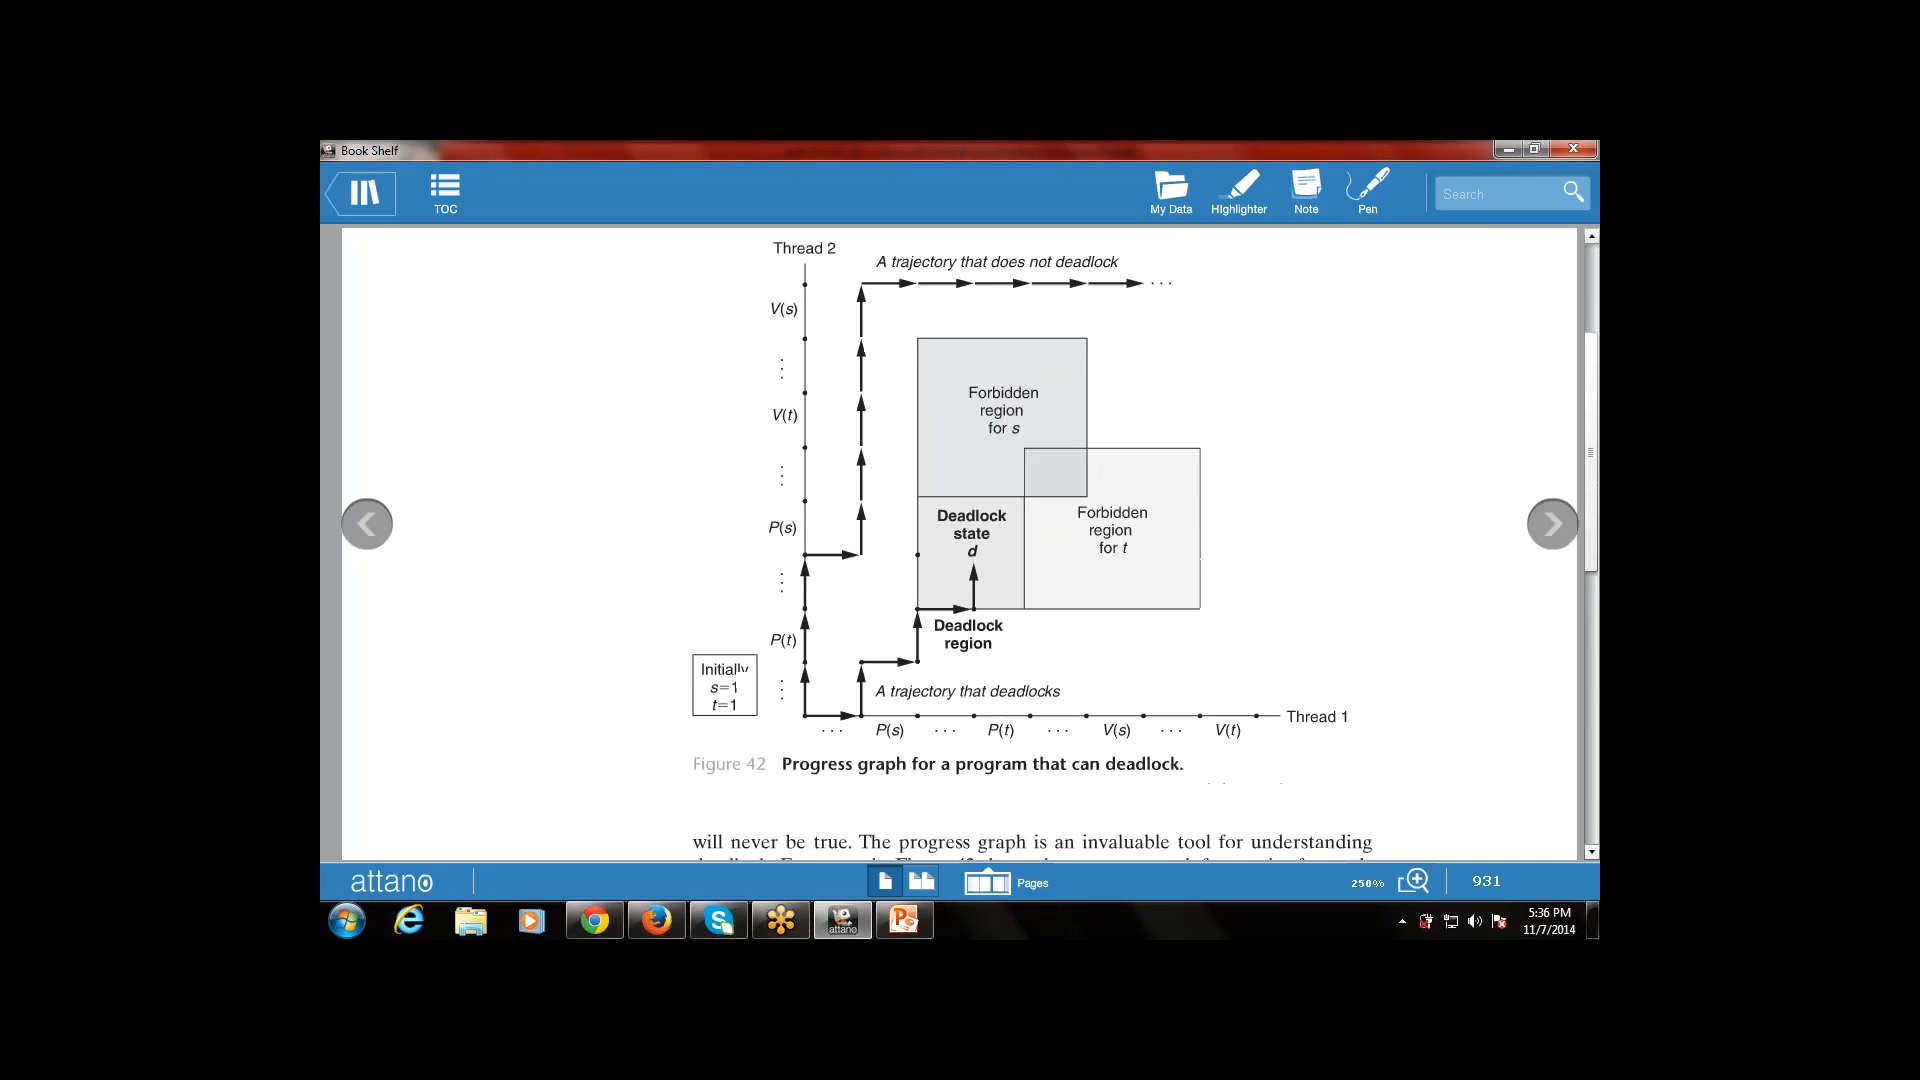 Book Shelf
TOC
My Data
HIghlighter
Note
Pen
Search
Thread 2
A trajectory that does not deadlock
. . .
V(s)
V(t)
P(s)
P(t)
Forbidden
region
for s
Deadlock
state
d
Forbidden
region
for t
Deadlock
region
Initially
s=1
t=1
A trajectory that deadlocks
Thread 1
. . . P(s) . . . P(t) . . . V(s) . . . V(t)
Figure 42 Progress graph for a program that can deadlock.
will never be true. The progress graph is an invaluable tool for understanding
attano
Pages
250%
931
attano
5:36 PM
11/7/2014